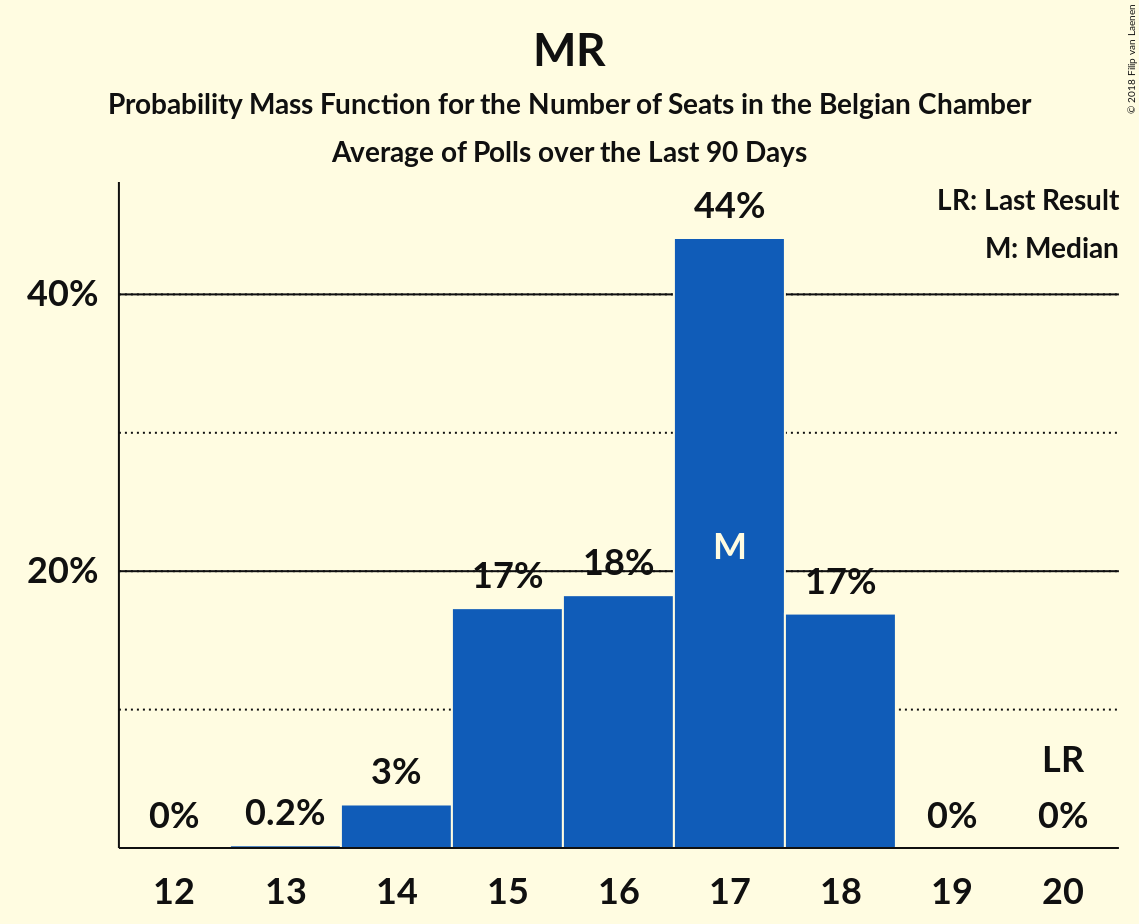 MR
Probability Mass Function for the Number of Seats in the Belgian Chamber
Average of Polls over the Last 90 Days
© 2018 Filip van Laenen
LR: Last Result
M: Median
44%
40%
M
20%
17%
18%
17%
LR
3%
0%
0.2%
0%
0%
12 13 14 15 16 17 18 19 20